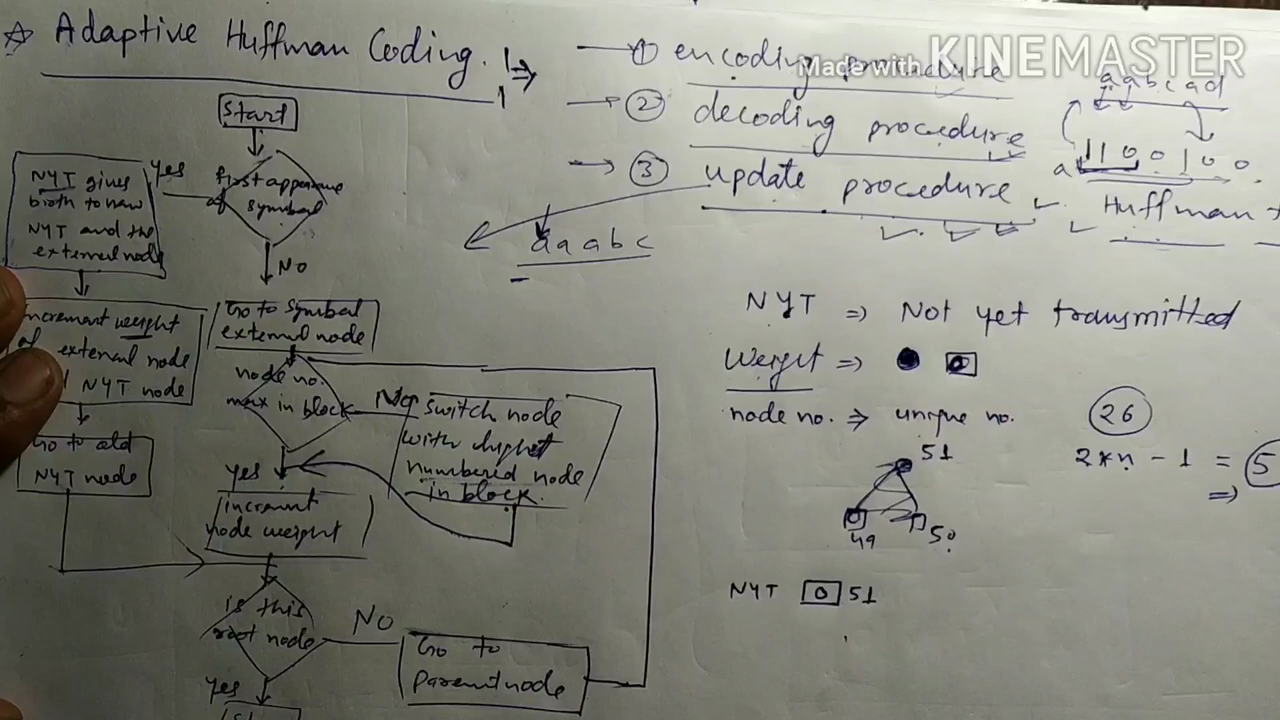 Adaptive Huffman Coding.
→ ① encoding procedure
→ ② decoding procedure
→ ③ update procedure
Made with KINEMASTER
aabcad
a 1100100.
Huffman
aaabc
Start
First apperance
of symbol
yes
NO
NYT gives
birth to new
NYT and the
external node
increment weight
of external node
NYT node
Go to old
NYT node
Go to symbol
external node
node no.
max in block
No
switch node
with highest
numbered node
in block.
yes
increment
node weight
is this
root node
NO
Go to
Parent node
yes
NYT ⇒ Not yet transmitted
Weight ⇒ ● 0
node no. ⇒ unique no. 26
2*n - 1 = 5
⇒
51
49 50
NYT 0 51